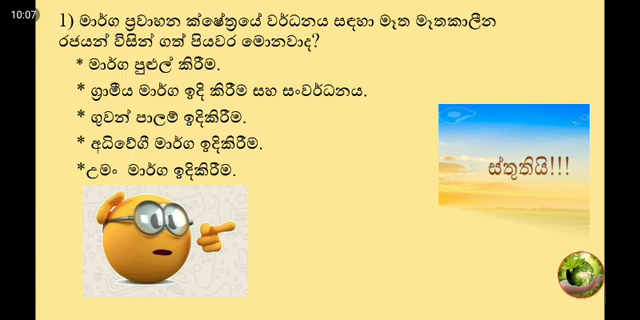 10:07
1) මාර්ග ප්‍රවාහන ක්ෂේත්‍රයේ වර්ධනය සඳහා මෑත මෑතකාලීන
රජයන් විසින් ගත් පියවර මොනවාද?
* මාර්ග පුළුල් කිරීම.
* ග්‍රාමීය මාර්ග ඉදි කිරීම සහ සංවර්ධනය.
* ගුවන් පාලම් ඉදිකිරීම.
* අධිවේගී මාර්ග ඉදිකිරීම.
*උමං මාර්ග ඉදිකිරීම.
ස්තූතියි!!!